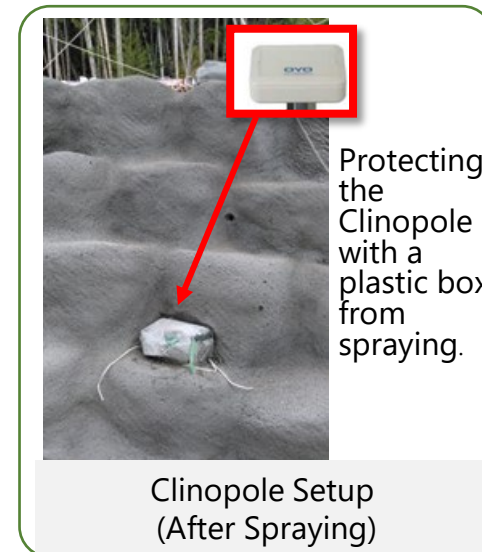 OYO
Protecting
the
Clinopole
with a
plastic box
from
spraying.
Clinopole Setup
(After Spraying)